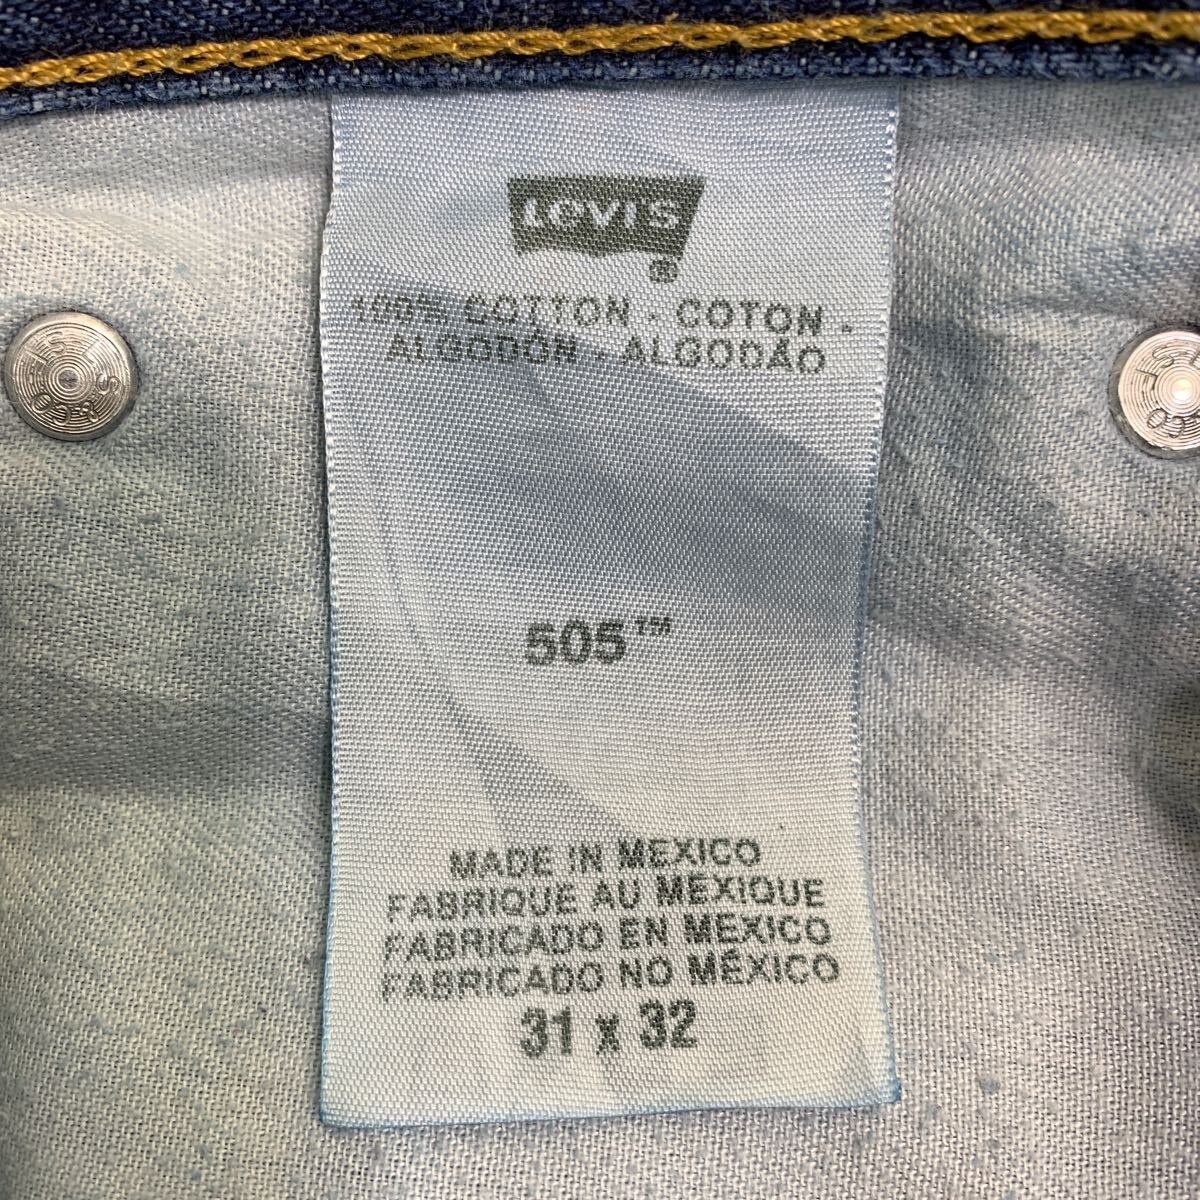 LEVI'S
®
100% COTTON - COTON -
ALGODÓN - ALGODÃO
505™
MADE IN MEXICO
FABRIQUE AU MEXIQUE
FABRICADO EN MEXICO
FABRICADO NO MÉXICO
31 x 32